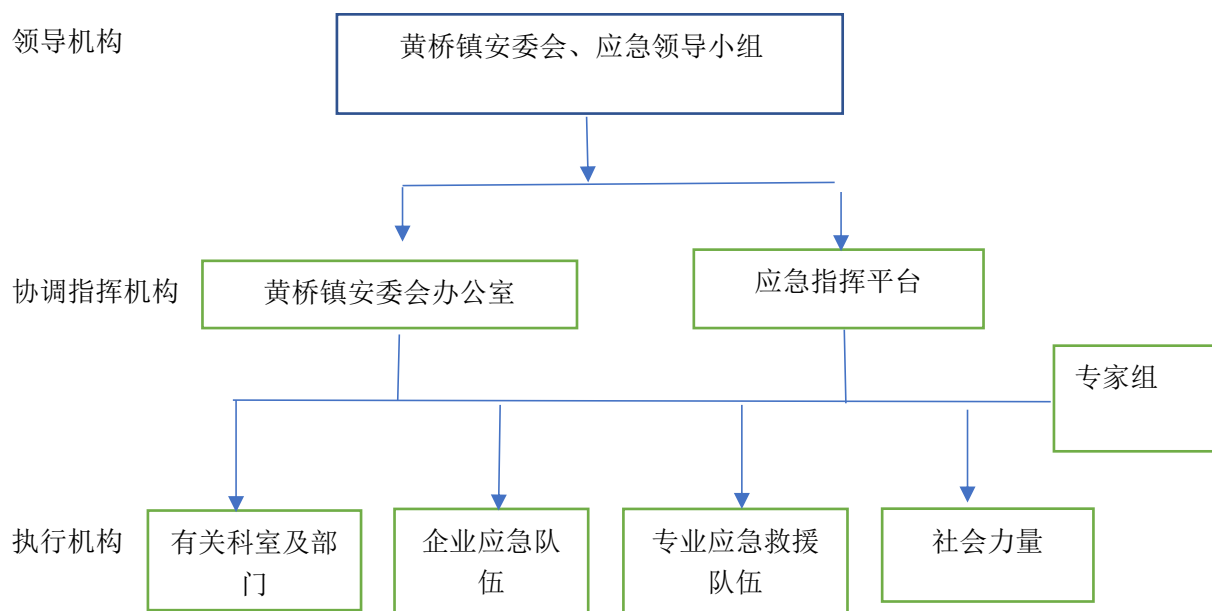 领导机构
黄桥镇安委会、应急领导小组
协调指挥机构
黄桥镇安委会办公室
应急指挥平台
专家组
执行机构
有关科室及部
门
企业应急队
伍
专业应急救援
队伍
社会力量